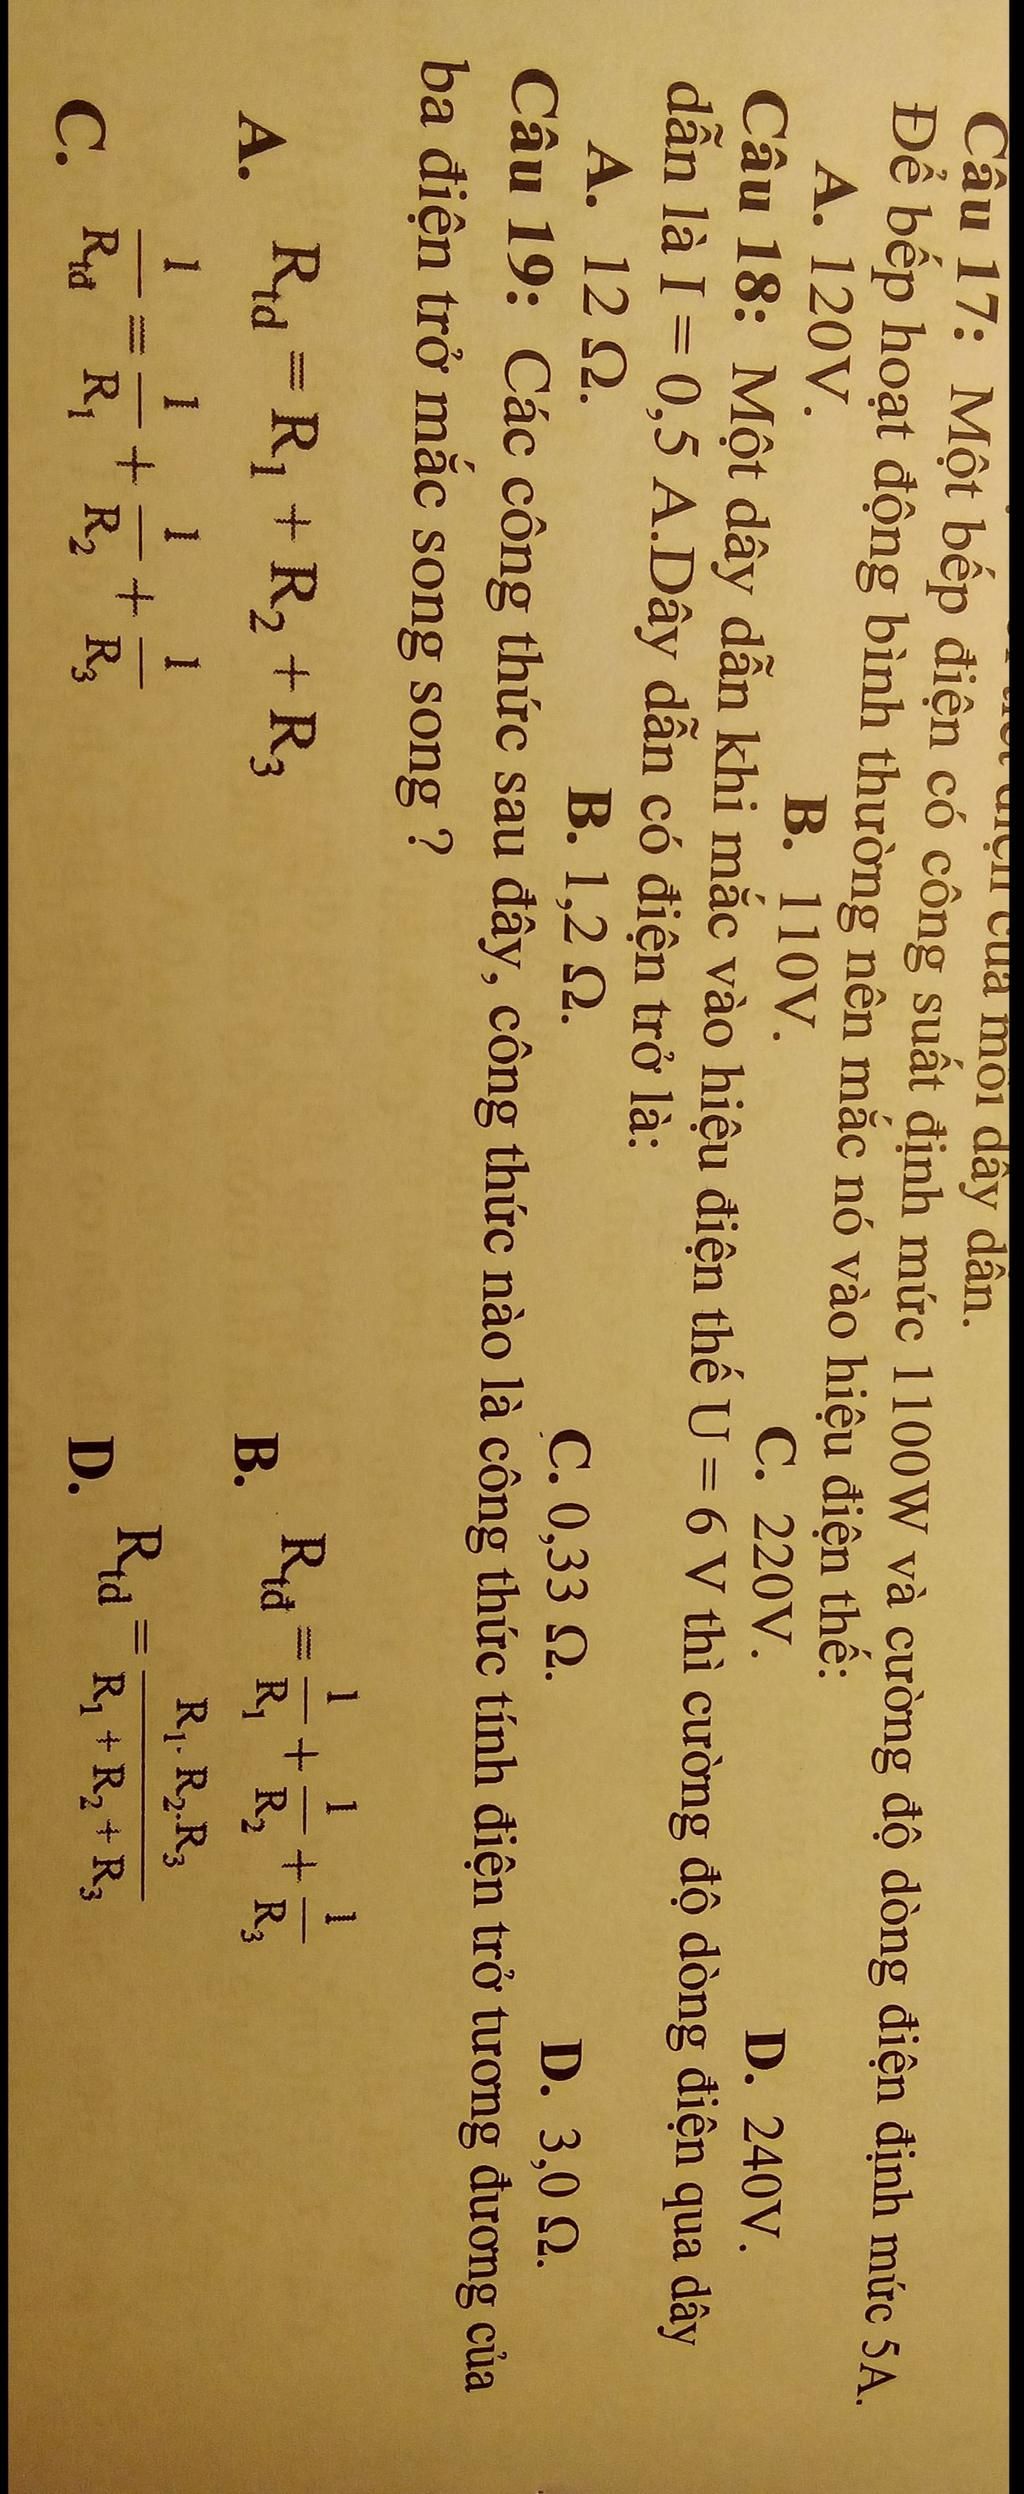 của mỗi dây dẫn.
Câu 17: Một bếp điện có công suất định mức 1100W và cường độ dòng điện định mức 5A.
Để bếp hoạt động bình thường nên mắc nó vào hiệu điện thế:
A. 120V. B. 110V. C. 220V. D. 240V.
Câu 18: Một dây dẫn khi mắc vào hiệu điện thế U = 6 V thì cường độ dòng điện qua dây
dẫn là I = 0,5 A.Dây dẫn có điện trở là:
A. 12 Ω. B. 1,2 Ω. C. 0,33 Ω. D. 3,0 Ω.
Câu 19: Các công thức sau đây, công thức nào là công thức tính điện trở tương đương của
ba điện trở mắc song song ?
A. Rtđ = R₁ + R₂ + R₃ B. Rtđ = 1/R₁ + 1/R₂ + 1/R₃
C. 1/Rtđ = 1/R₁ + 1/R₂ + 1/R₃ D. Rtđ = R₁.R₂.R₃/(R₁ + R₂ + R₃)